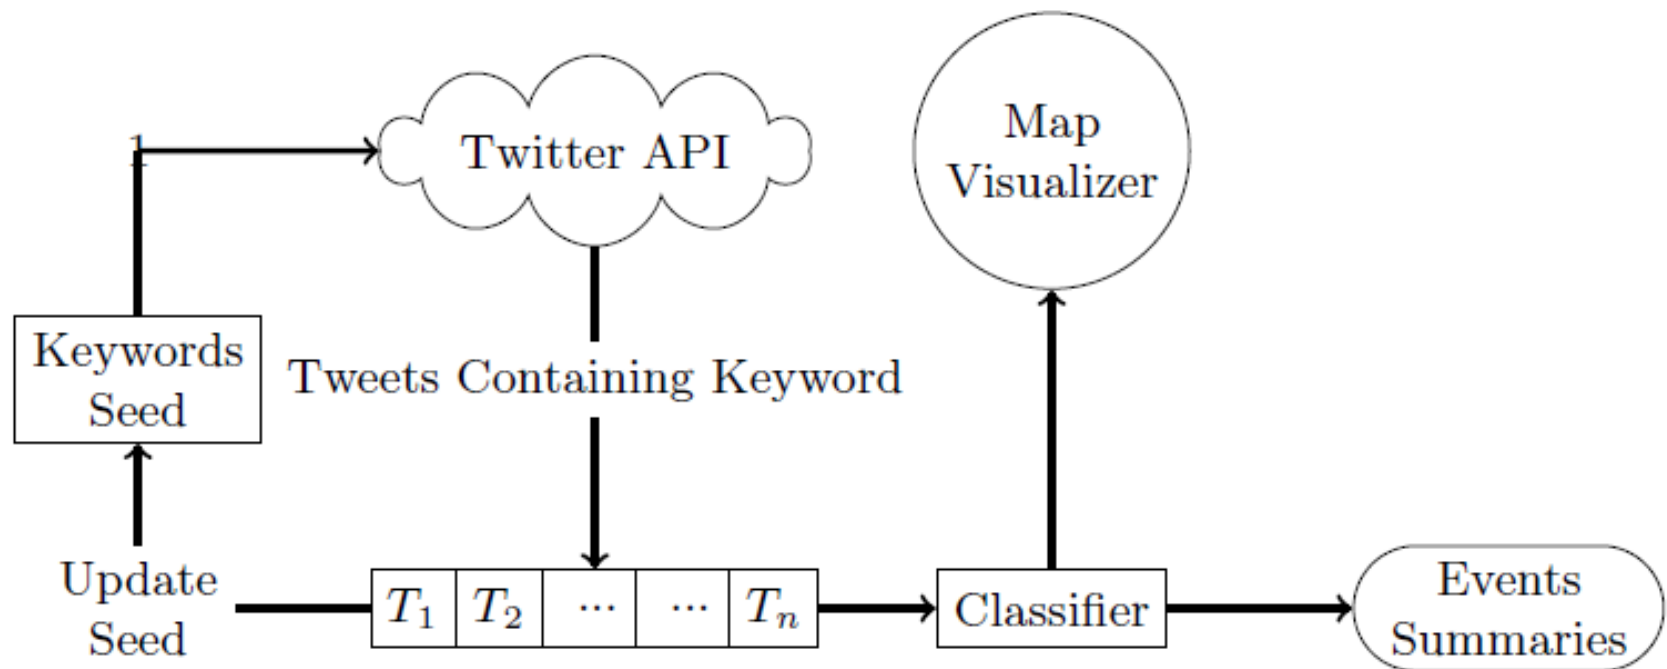 1
Twitter API
Map
Visualizer
Keywords
Seed
Tweets Containing Keyword
Update
Seed
T₁ T₂ ... ... Tₙ
Classifier
Events
Summaries